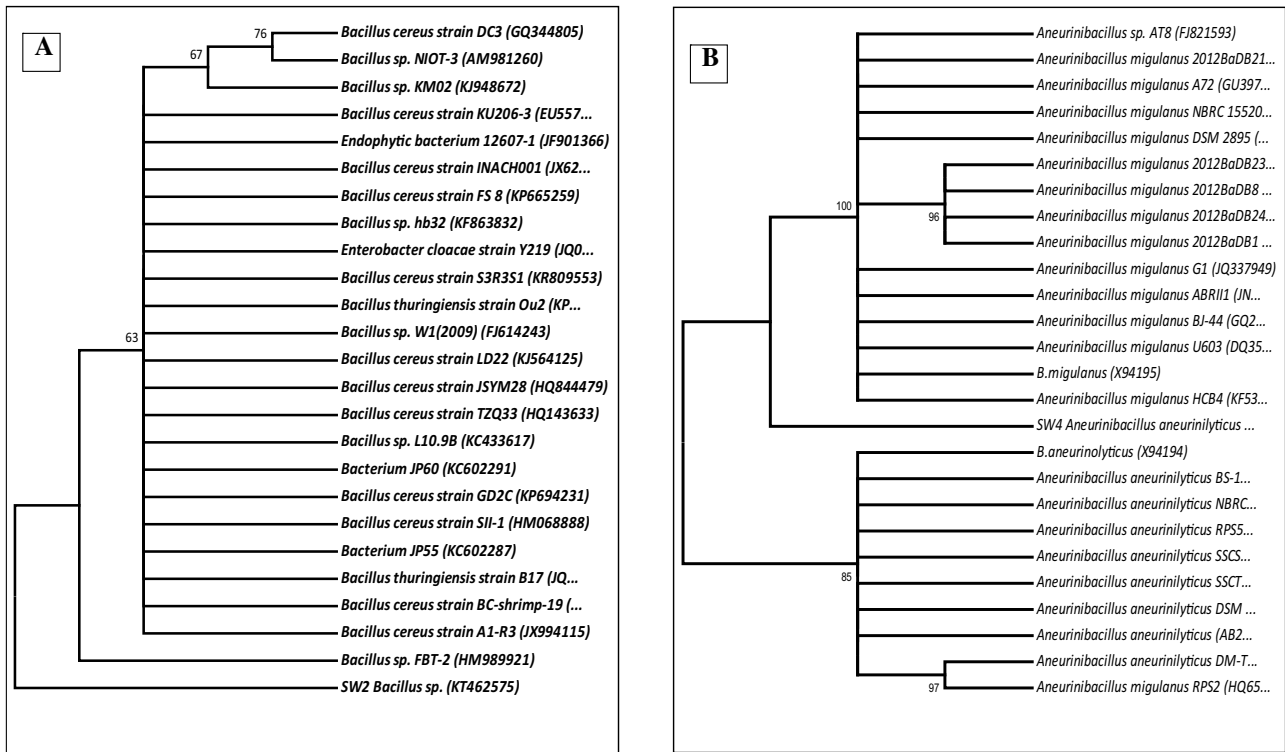 A
76
67
63
Bacillus cereus strain DC3 (GQ344805)
Bacillus sp. NIOT-3 (AM981260)
Bacillus sp. KM02 (KJ948672)
Bacillus cereus strain KU206-3 (EU557...
Endophytic bacterium 12607-1 (JF901366)
Bacillus cereus strain INACH001 (JX62...
Bacillus cereus strain FS 8 (KP665259)
Bacillus sp. hb32 (KF863832)
Enterobacter cloacae strain Y219 (JQ0...
Bacillus cereus strain S3R3S1 (KR809553)
Bacillus thuringiensis strain Ou2 (KP...
Bacillus sp. W1(2009) (FJ614243)
Bacillus cereus strain LD22 (KJ564125)
Bacillus cereus strain JSYM28 (HQ844479)
Bacillus cereus strain TZQ33 (HQ143633)
Bacillus sp. L10.9B (KC433617)
Bacterium JP60 (KC602291)
Bacillus cereus strain GD2C (KP694231)
Bacillus cereus strain SII-1 (HM068888)
Bacterium JP55 (KC602287)
Bacillus thuringiensis strain B17 (JQ...
Bacillus cereus strain BC-shrimp-19 (...
Bacillus cereus strain A1-R3 (JX994115)
Bacillus sp. FBT-2 (HM989921)
SW2 Bacillus sp. (KT462575)
B
100
96
85
97
Aneurinibacillus sp. AT8 (FJ821593)
Aneurinibacillus migulanus 2012BaDB21...
Aneurinibacillus migulanus A72 (GU397...
Aneurinibacillus migulanus NBRC 15520...
Aneurinibacillus migulanus DSM 2895 (...
Aneurinibacillus migulanus 2012BaDB23...
Aneurinibacillus migulanus 2012BaDB8 ...
Aneurinibacillus migulanus 2012BaDB24...
Aneurinibacillus migulanus 2012BaDB1 ...
Aneurinibacillus migulanus G1 (JQ337949)
Aneurinibacillus migulanus ABRII1 (JN...
Aneurinibacillus migulanus BJ-44 (GQ2...
Aneurinibacillus migulanus U603 (DQ35...
B.migulanus (X94195)
Aneurinibacillus migulanus HCB4 (KF53...
SW4 Aneurinibacillus aneurinilyticus ...
B.aneurinolyticus (X94194)
Aneurinibacillus aneurinilyticus BS-1...
Aneurinibacillus aneurinilyticus NBRC...
Aneurinibacillus aneurinilyticus RPS5...
Aneurinibacillus aneurinilyticus SSCS...
Aneurinibacillus aneurinilyticus SSCT...
Aneurinibacillus aneurinilyticus DSM ...
Aneurinibacillus aneurinilyticus (AB2...
Aneurinibacillus aneurinilyticus DM-T...
Aneurinibacillus migulanus RPS2 (HQ65...